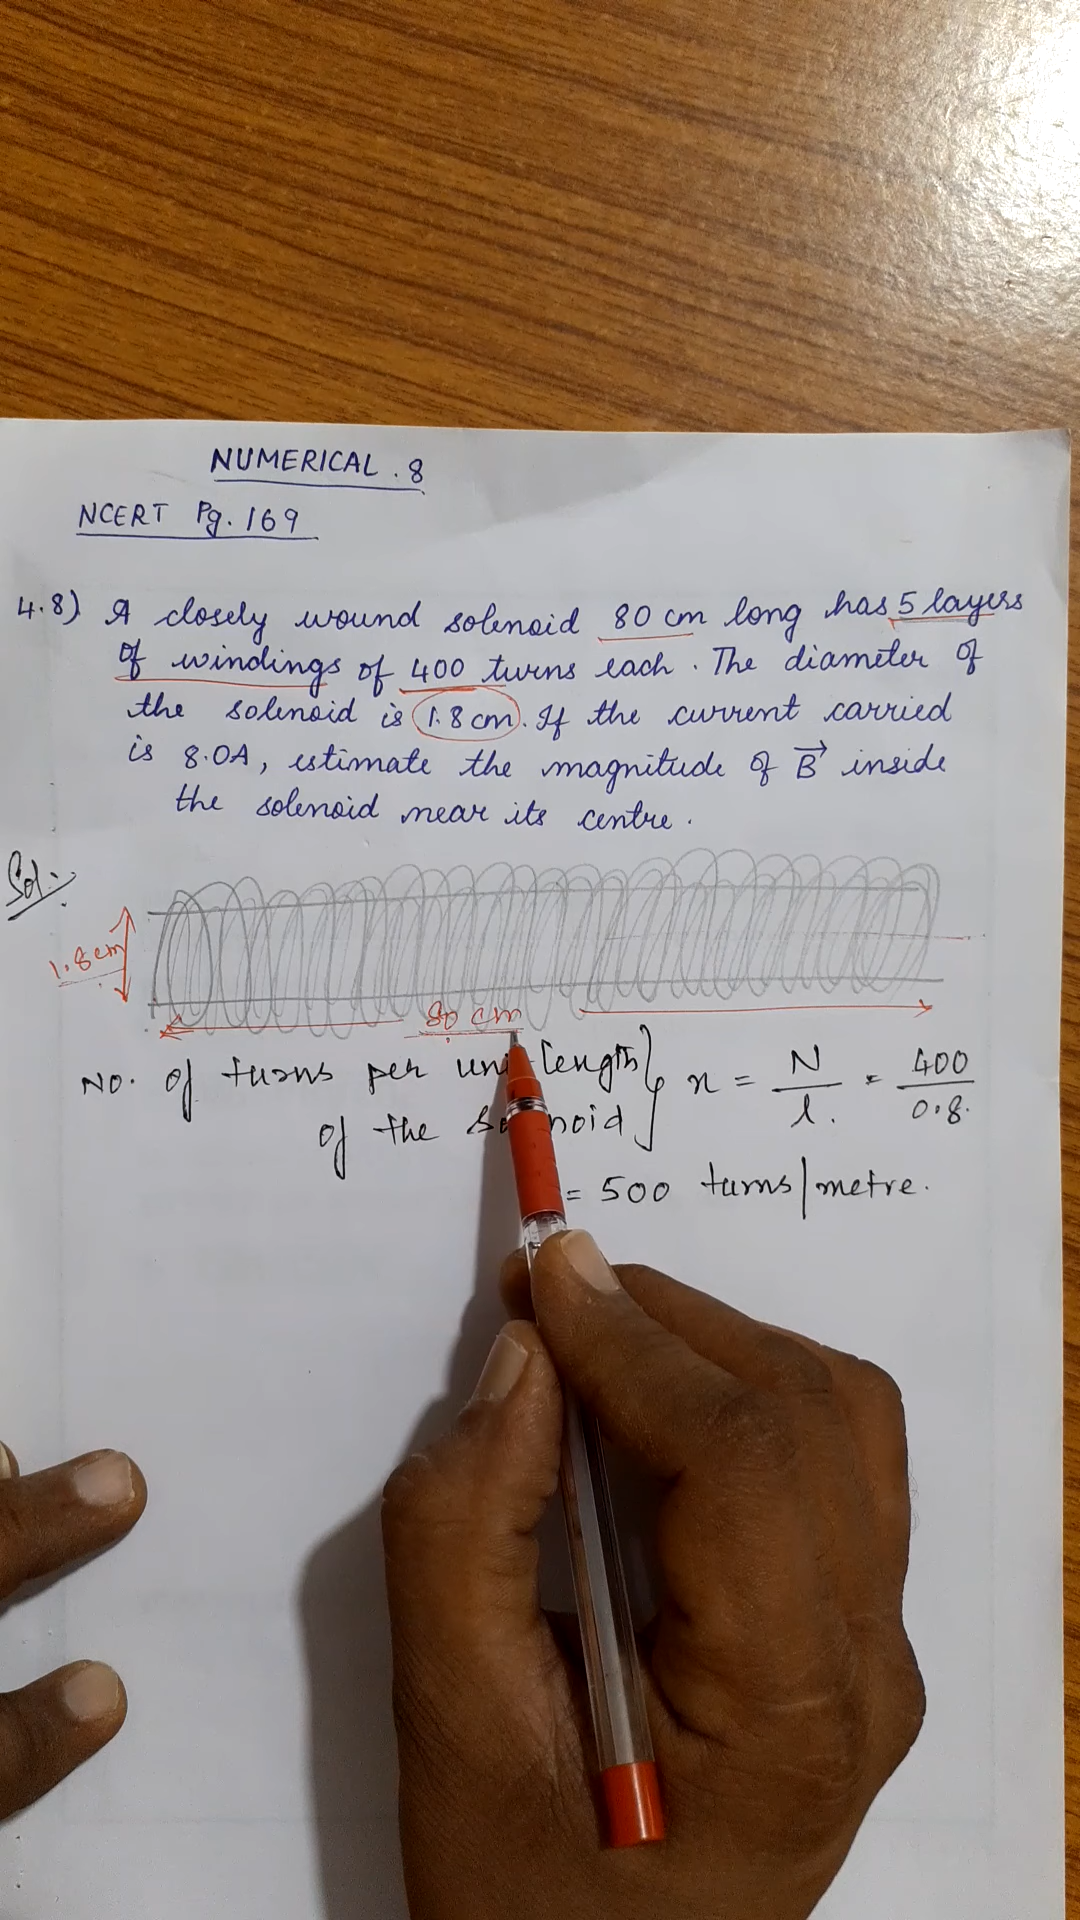 NUMERICAL . 8
NCERT Pg. 169
4.8) A closely wound solenoid 80 cm long has 5 layers
of windings of 400 turns each . The diameter of
the solenoid is 1.8 cm . If the current carried
is 8.0A, estimate the magnitude of B⃗ inside
the solenoid near its centre .
Sol:-
1.8cm
80 cm
No. of turns per uni length } n = N/l. = 400/0.8.
of the S noid
= 500 turns/metre.